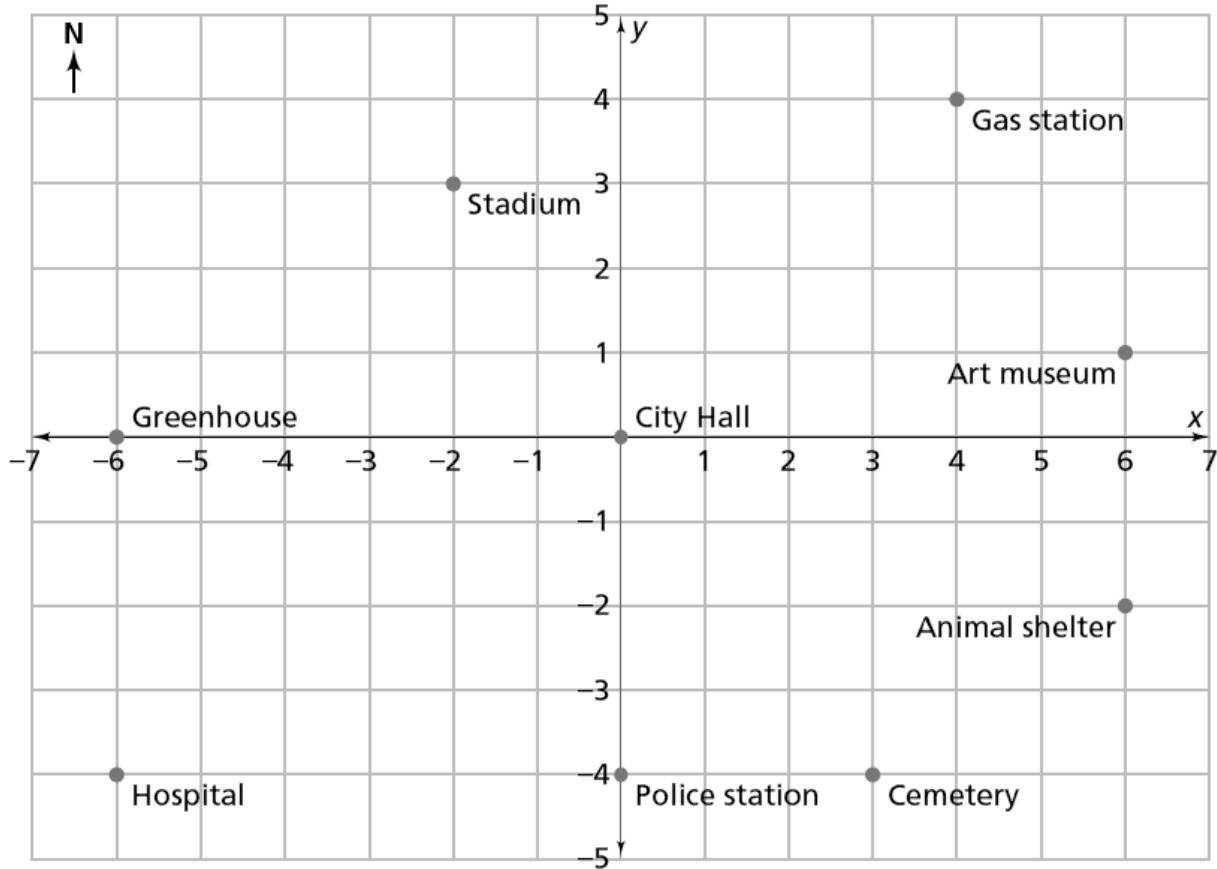 N
5
y
4
Gas station
3
Stadium
2
1
Art museum
Greenhouse
City Hall
x
–7 –6 –5 –4 –2 –1 1 2 3 4 5 6 7
–1
–2
Animal shelter
–3
–4
Hospital
Police station
Cemetery
–5